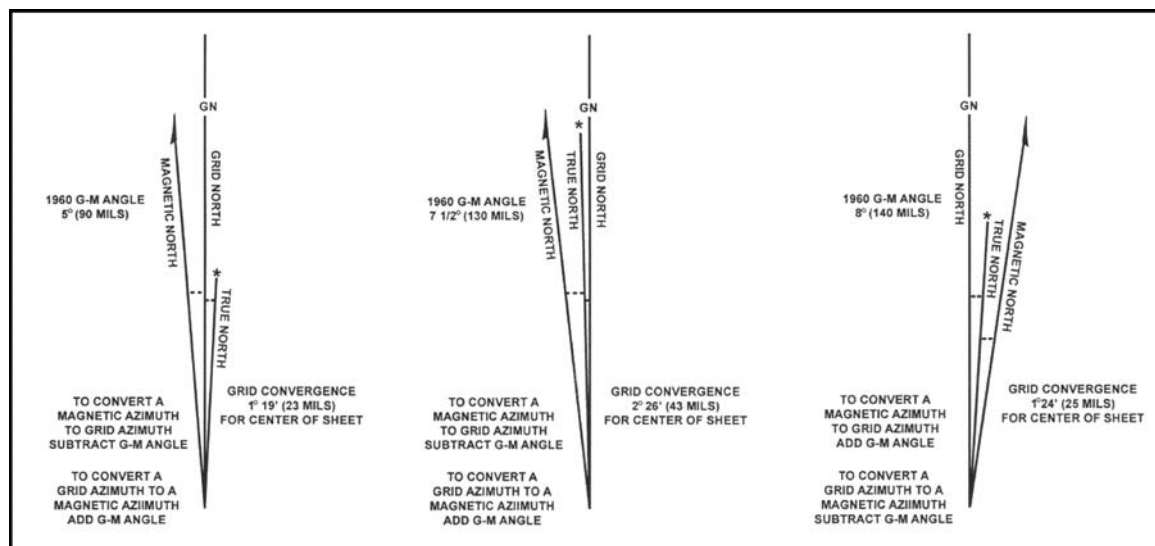 GN
MAGNETIC NORTH
GRID NORTH
1960 G-M ANGLE
5° (90 MILS)
*
TRUE NORTH
GRID CONVERGENCE
1° 19' (23 MILS)
FOR CENTER OF SHEET
TO CONVERT A
MAGNETIC AZIMUTH
TO GRID AZIMUTH
SUBTRACT G-M ANGLE
TO CONVERT A
GRID AZIMUTH TO A
MAGNETIC AZIIMUTH
ADD G-M ANGLE
GN
*
MAGNETIC NORTH
TRUE NORTH
GRID NORTH
1960 G-M ANGLE
7 1/2° (130 MILS)
GRID CONVERGENCE
2° 26' (43 MILS)
FOR CENTER OF SHEET
TO CONVERT A
MAGNETIC AZIMUTH
TO GRID AZIMUTH
SUBTRACT G-M ANGLE
TO CONVERT A
GRID AZIMUTH TO A
MAGNETIC AZIMUTH
ADD G-M ANGLE
GN
GRID NORTH
1960 G-M ANGLE
8° (140 MILS)
*
TRUE NORTH
MAGNETIC NORTH
GRID CONVERGENCE
1°24' (25 MILS)
FOR CENTER OF SHEET
TO CONVERT A
MAGNETIC AZIMUTH
TO GRID AZIMUTH
ADD G-M ANGLE
TO CONVERT A
GRID AZIMUTH TO A
MAGNETIC AZIMUTH
SUBTRACT G-M ANGLE